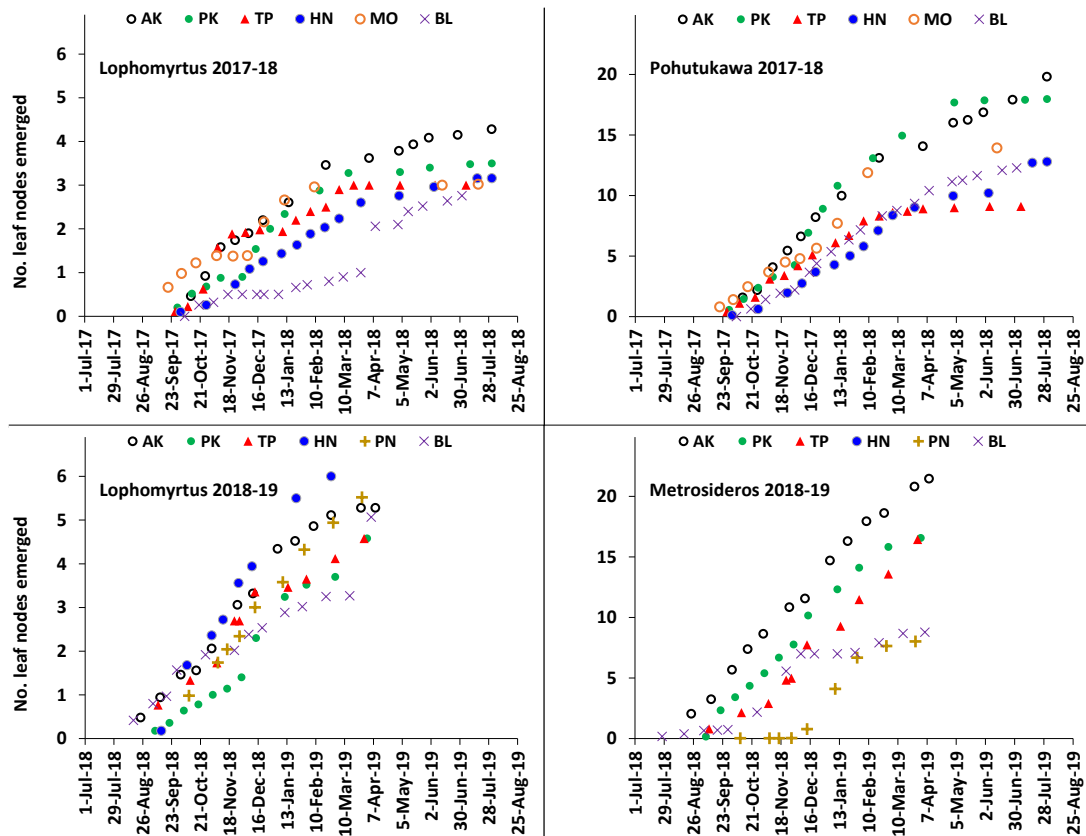 AK PK TP HN MO BL
Lophomyrtus 2017-18
No. leaf nodes emerged
6
5
4
3
2
1
0
1-Jul-17 29-Jul-17 26-Aug-17 23-Sep-17 21-Oct-17 18-Nov-17 16-Dec-17 13-Jan-18 10-Feb-18 10-Mar-18 7-Apr-18 5-May-18 2-Jun-18 30-Jun-18 28-Jul-18 25-Aug-18
AK PK TP HN MO BL
Pohutukawa 2017-18
20
15
10
5
0
1-Jul-17 29-Jul-17 26-Aug-17 23-Sep-17 21-Oct-17 18-Nov-17 16-Dec-17 13-Jan-18 10-Feb-18 10-Mar-18 7-Apr-18 5-May-18 2-Jun-18 30-Jun-18 28-Jul-18 25-Aug-18
AK PK TP HN PN BL
Lophomyrtus 2018-19
No. leaf nodes emerged
6
5
4
3
2
1
0
1-Jul-18 29-Jul-18 26-Aug-18 23-Sep-18 21-Oct-18 18-Nov-18 16-Dec-18 13-Jan-19 10-Feb-19 10-Mar-19 7-Apr-19 5-May-19 2-Jun-19 30-Jun-19 28-Jul-19 25-Aug-19
AK PK TP HN PN BL
Metrosideros 2018-19
20
15
10
5
0
1-Jul-18 29-Jul-18 26-Aug-18 23-Sep-18 21-Oct-18 18-Nov-18 16-Dec-18 13-Jan-19 10-Feb-19 10-Mar-19 7-Apr-19 5-May-19 2-Jun-19 30-Jun-19 28-Jul-19 25-Aug-19